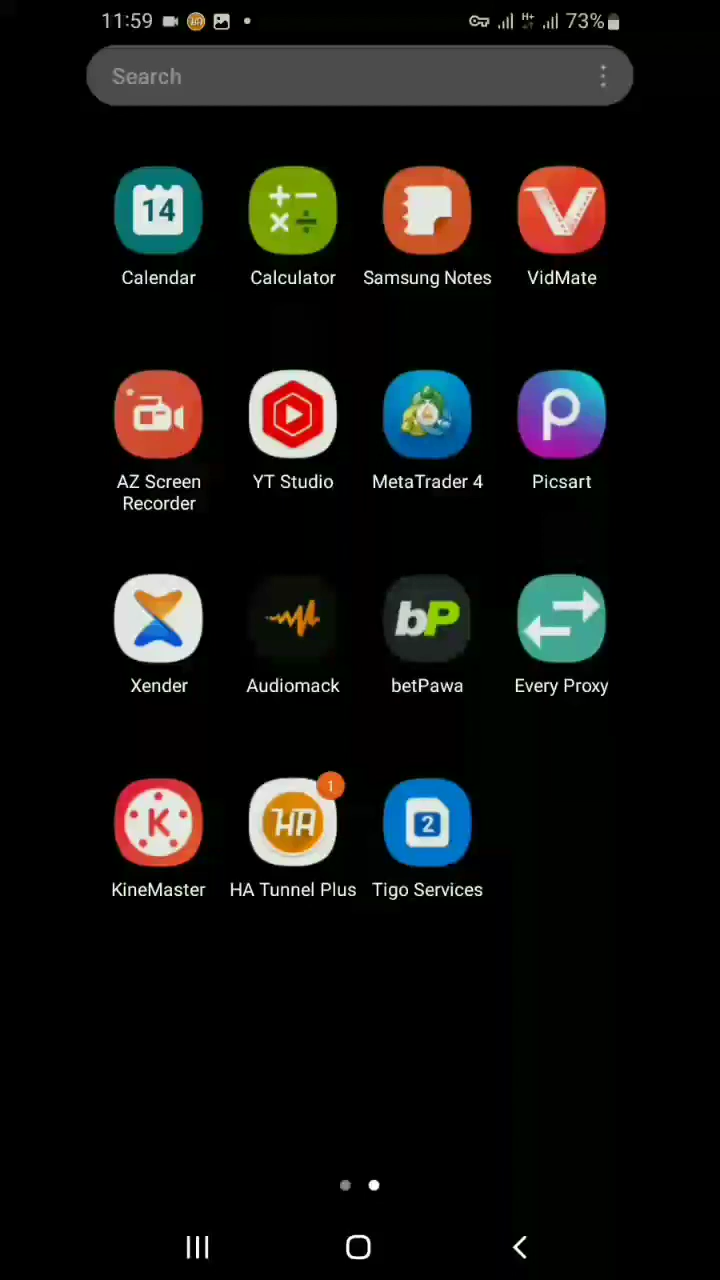 11:59 H+ 73%
Search
14
Calendar Calculator Samsung Notes VidMate
AZ Screen YT Studio MetaTrader 4 Picsart
Recorder
bP
Xender Audiomack betPawa Every Proxy
1
K HA 2
KineMaster HA Tunnel Plus Tigo Services